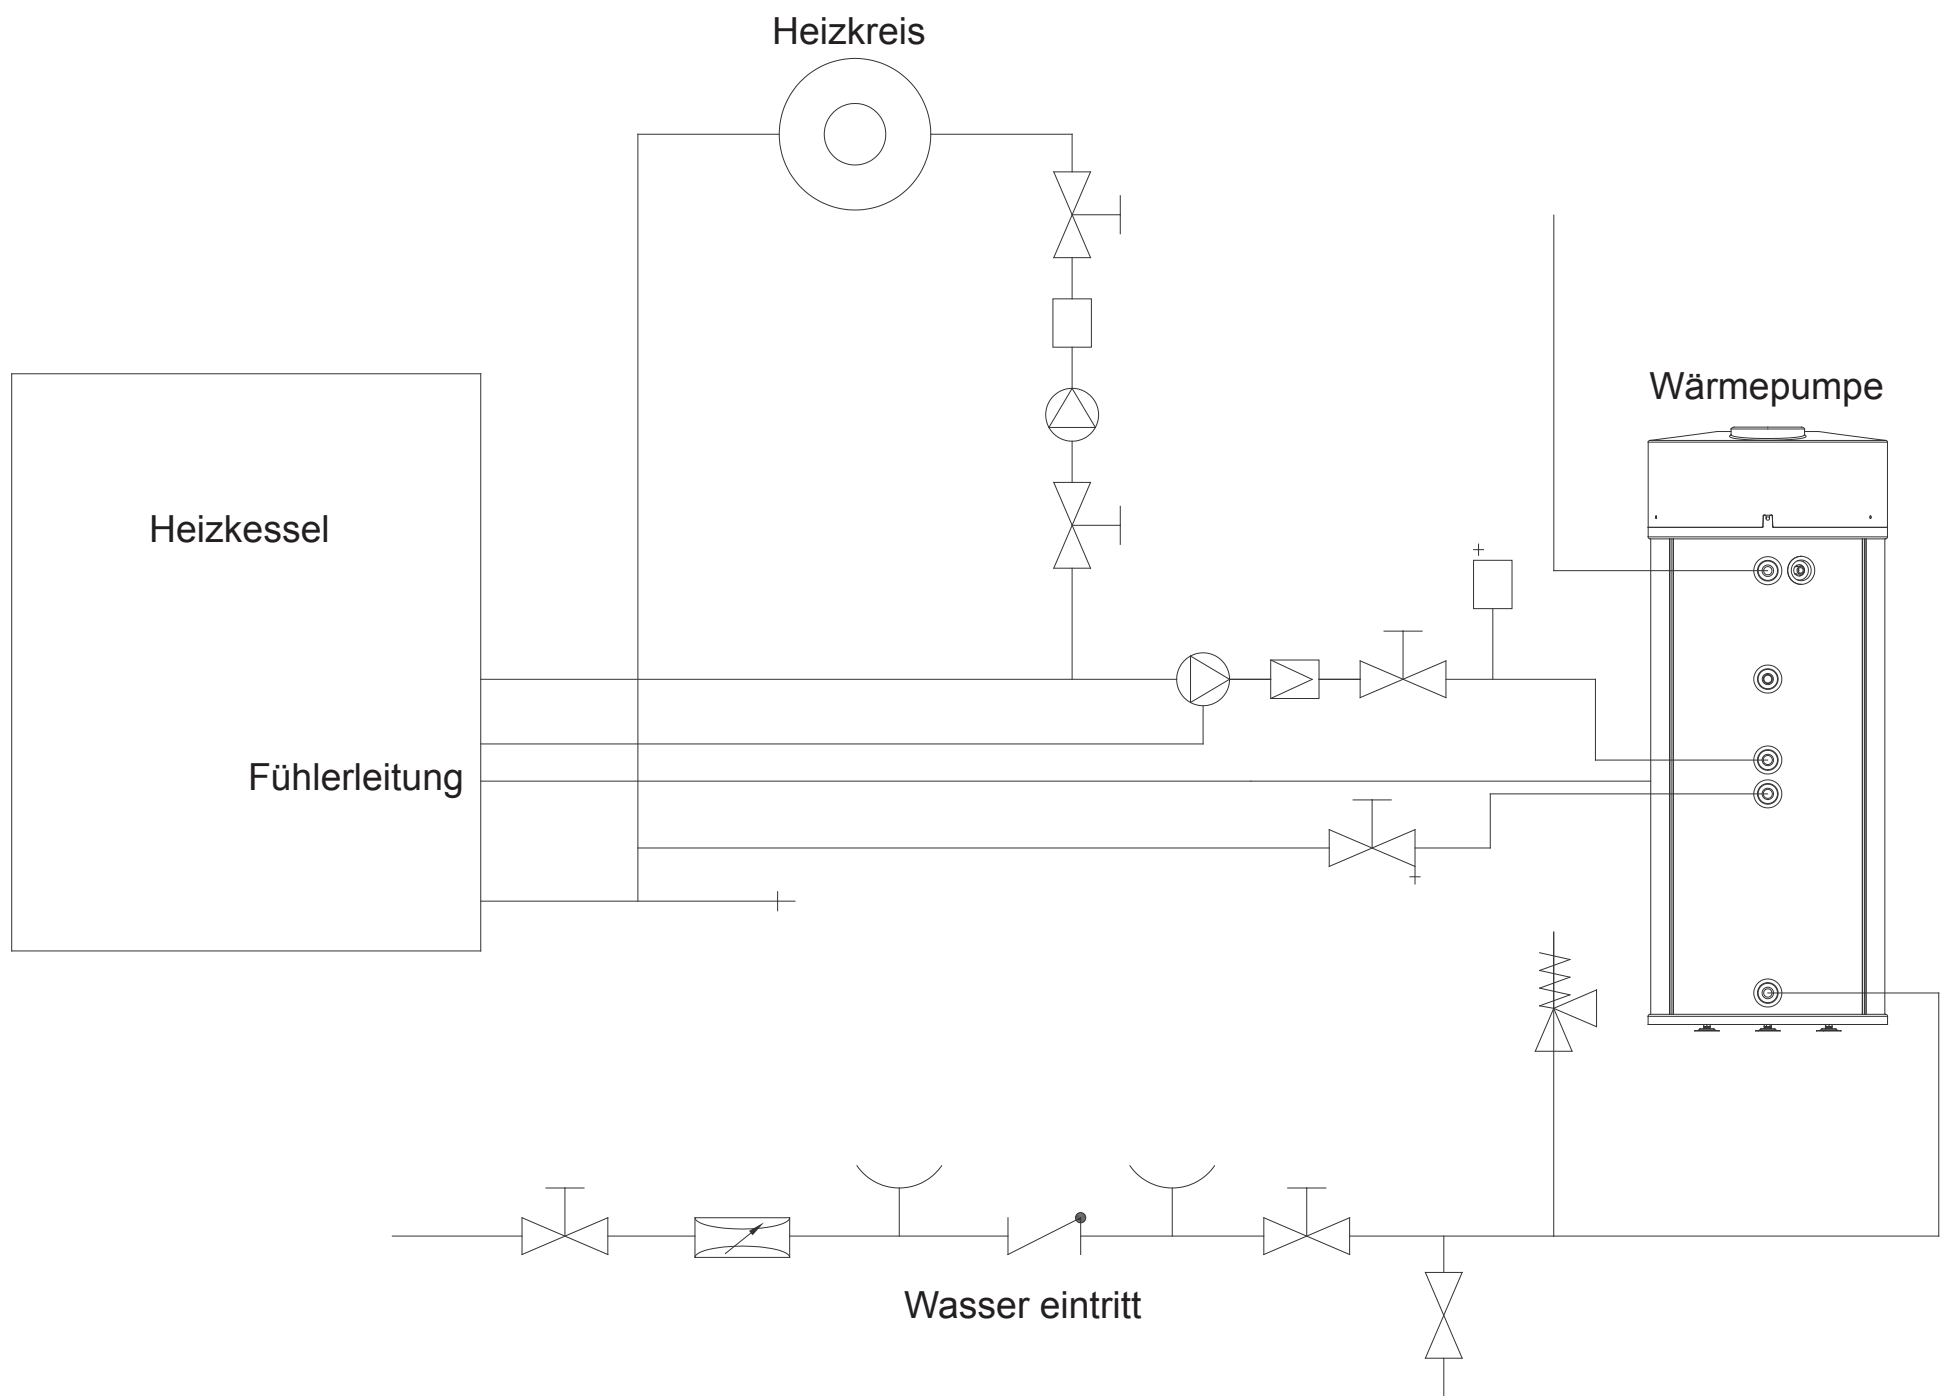 Heizkreis
Wärmepumpe
Heizkessel
Fühlerleitung
Wasser eintritt